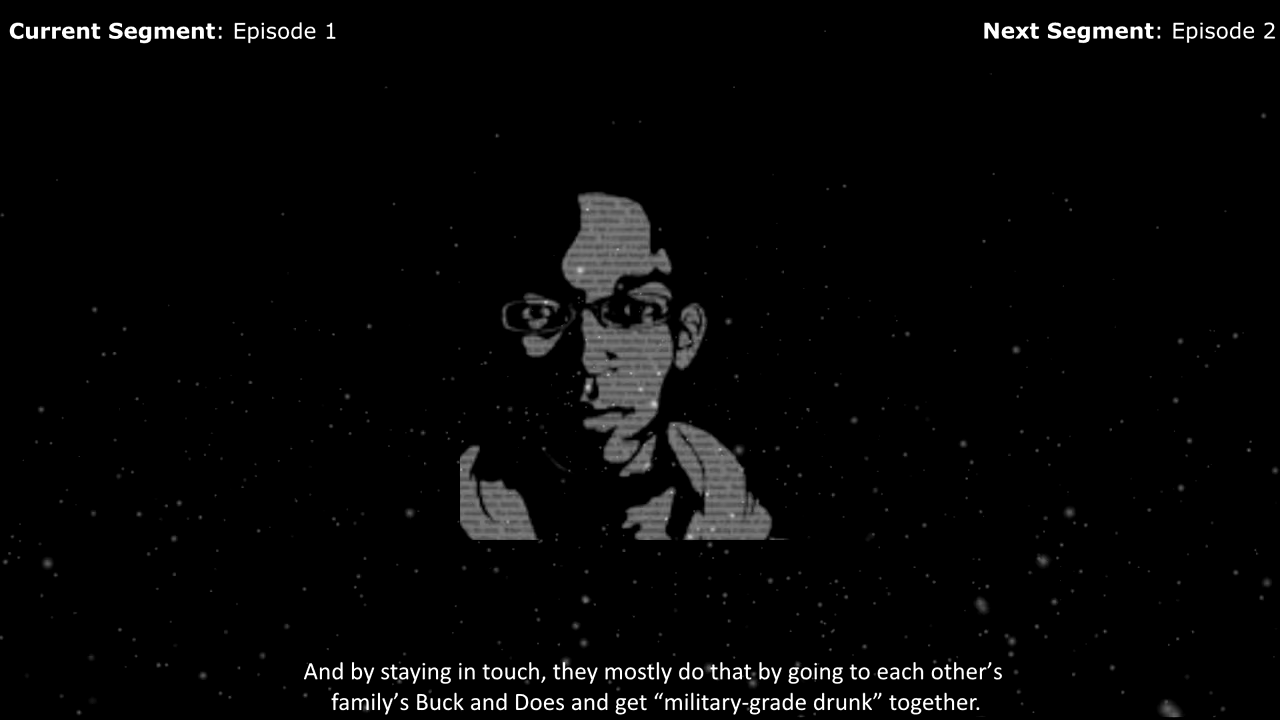 Current Segment: Episode 1
Next Segment: Episode 2
And by staying in touch, they mostly do that by going to each other’s
family’s Buck and Does and get “military-grade drunk” together.